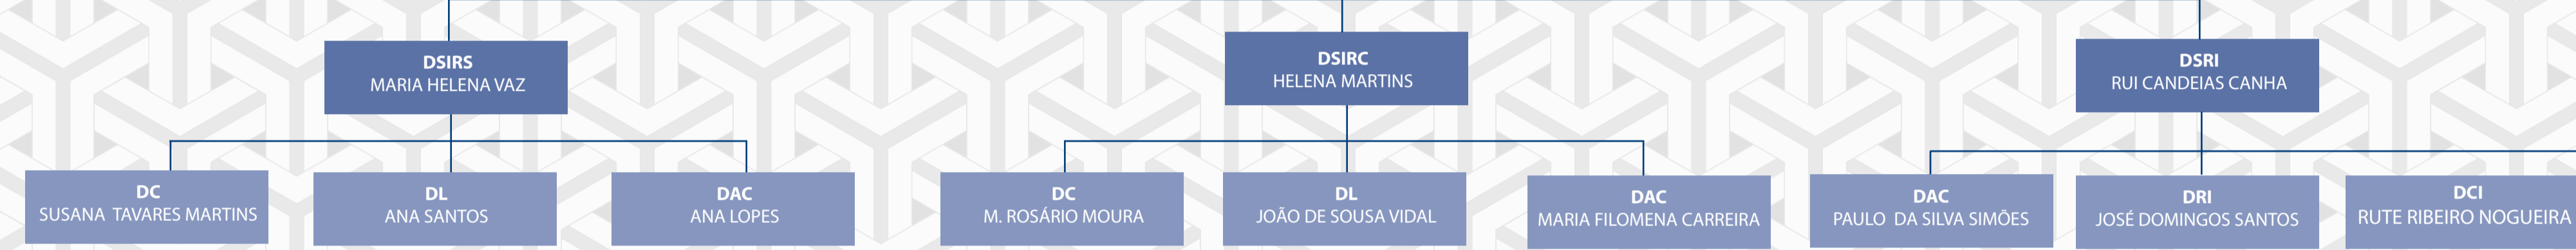 DSIRS
MARIA HELENA VAZ
DSIRC
HELENA MARTINS
DSRI
RUI CANDEIAS CANHA
DC
SUSANA TAVARES MARTINS
DL
ANA SANTOS
DAC
ANA LOPES
DC
M. ROSÁRIO MOURA
DL
JOÃO DE SOUSA VIDAL
DAC
MARIA FILOMENA CARREIRA
DAC
PAULO DA SILVA SIMÕES
DRI
JOSÉ DOMINGOS SANTOS
DCI
RUTE RIBEIRO NOGUEIRA